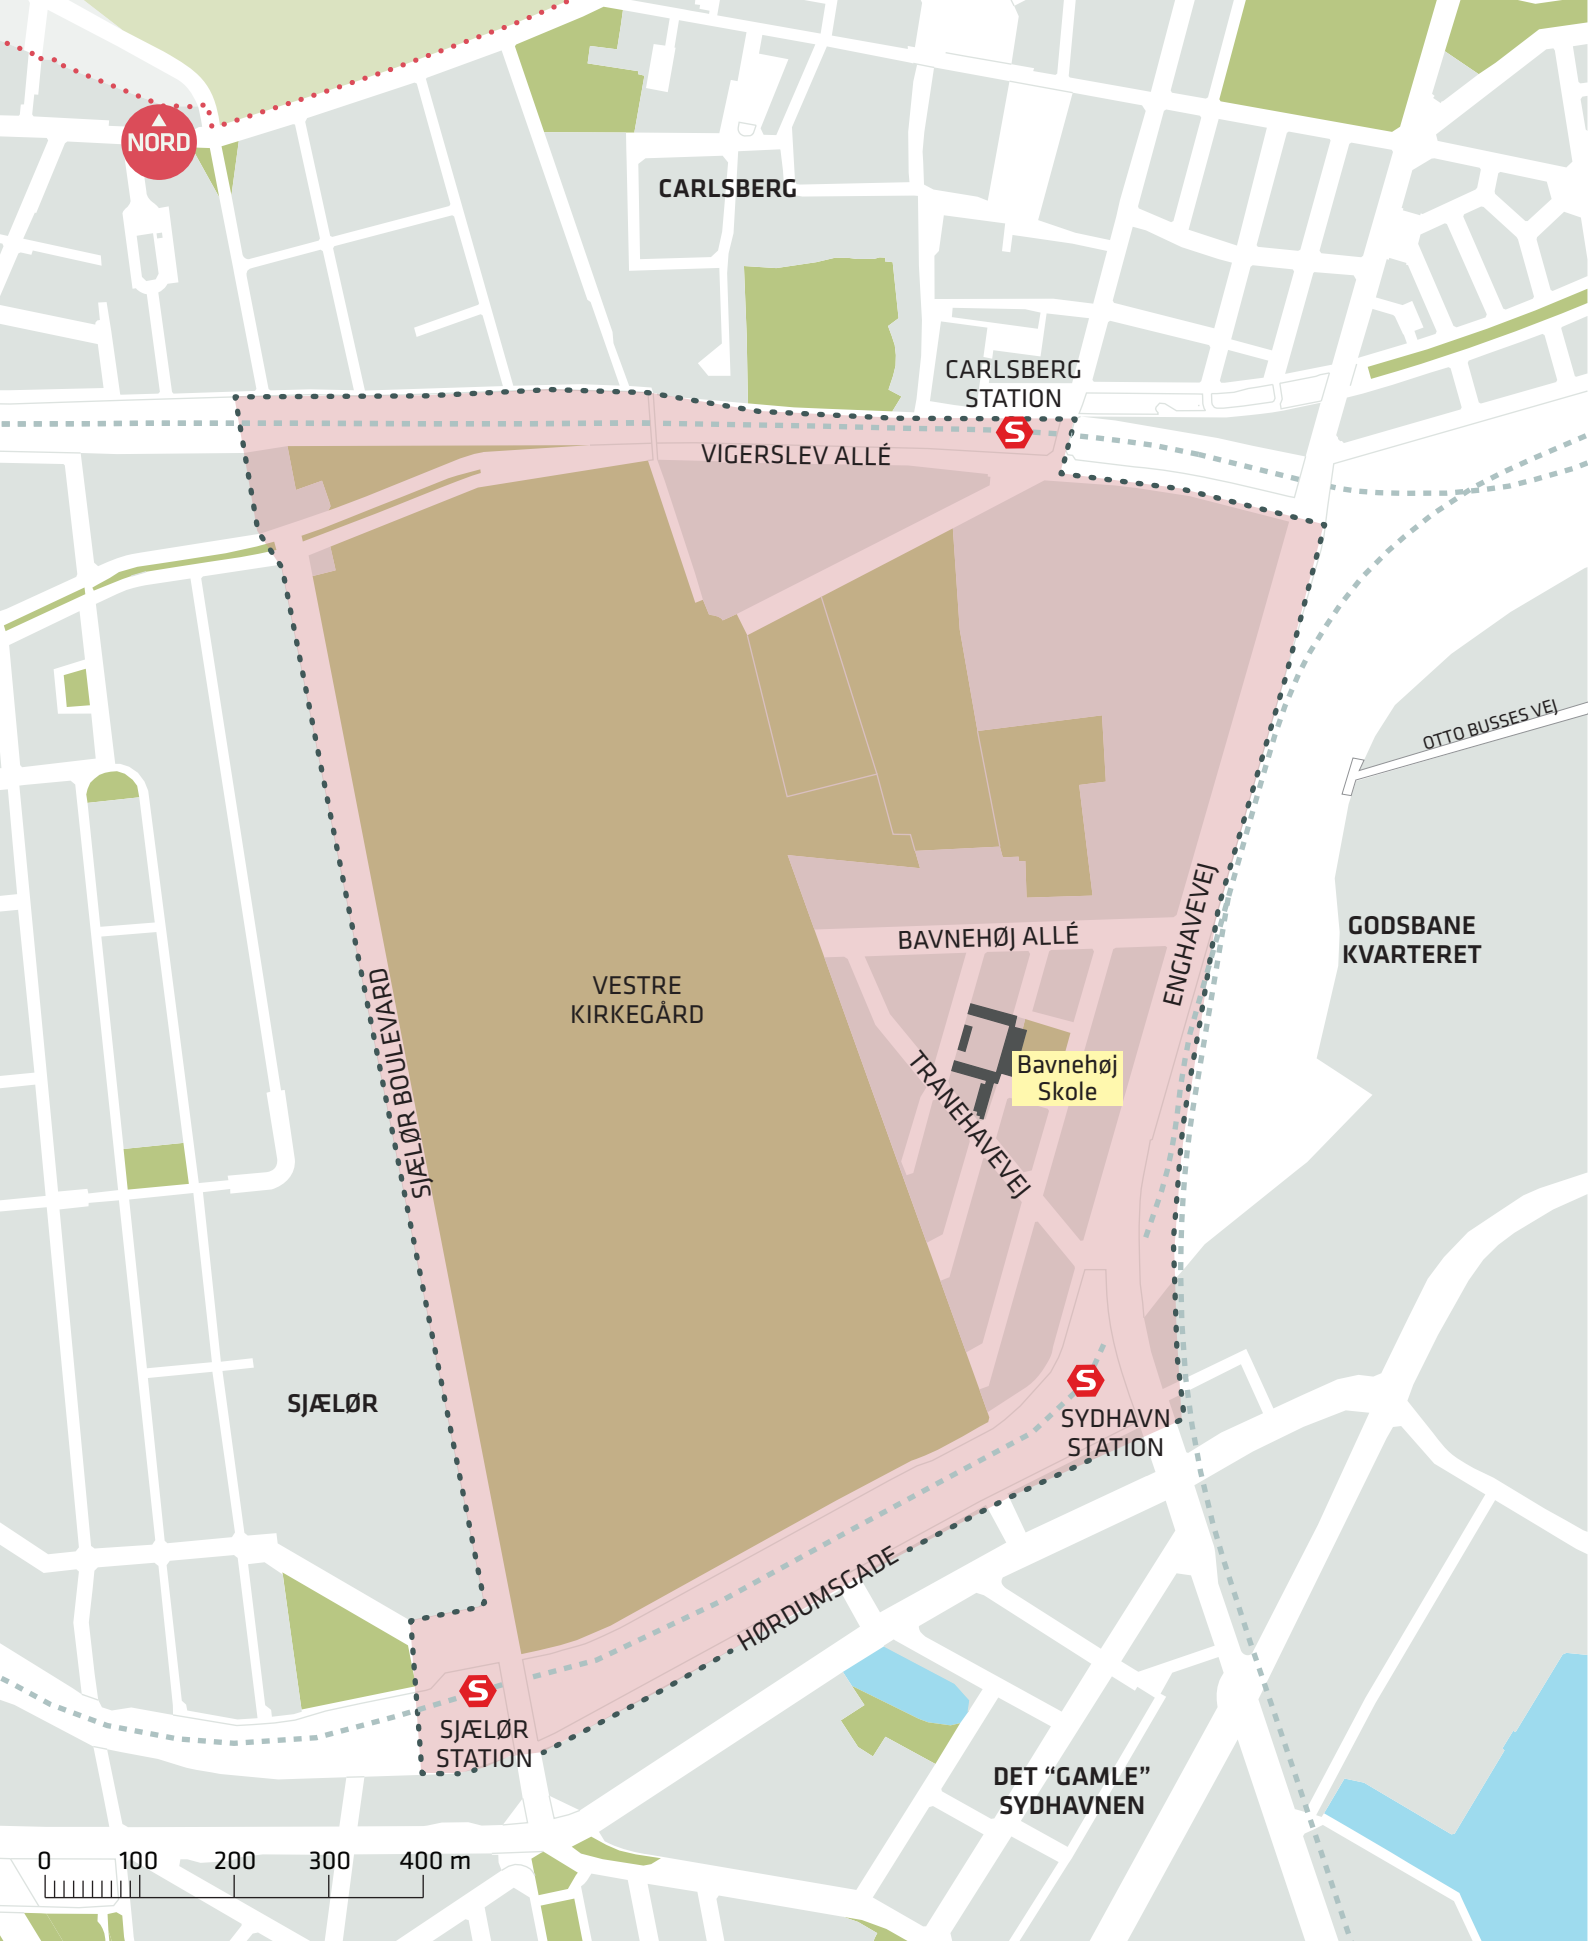 NORD
CARLSBERG
CARLSBERG
STATION
S
VIGERSLEV ALLÉ
OTTO BUSSES VEJ
ENGHAVEVEJ
GODSBANE
KVARTERET
BAVNEHØJ ALLÉ
VESTRE
KIRKEGÅRD
SJÆLØR BOULEVARD
Bavnehøj
Skole
TRANEHAVEVEJ
SJÆLØR
S
SYDHAVN
STATION
HØRDUMSGADE
S
SJÆLØR
STATION
DET “GAMLE”
SYDHAVNEN
0 100 200 300 400 m